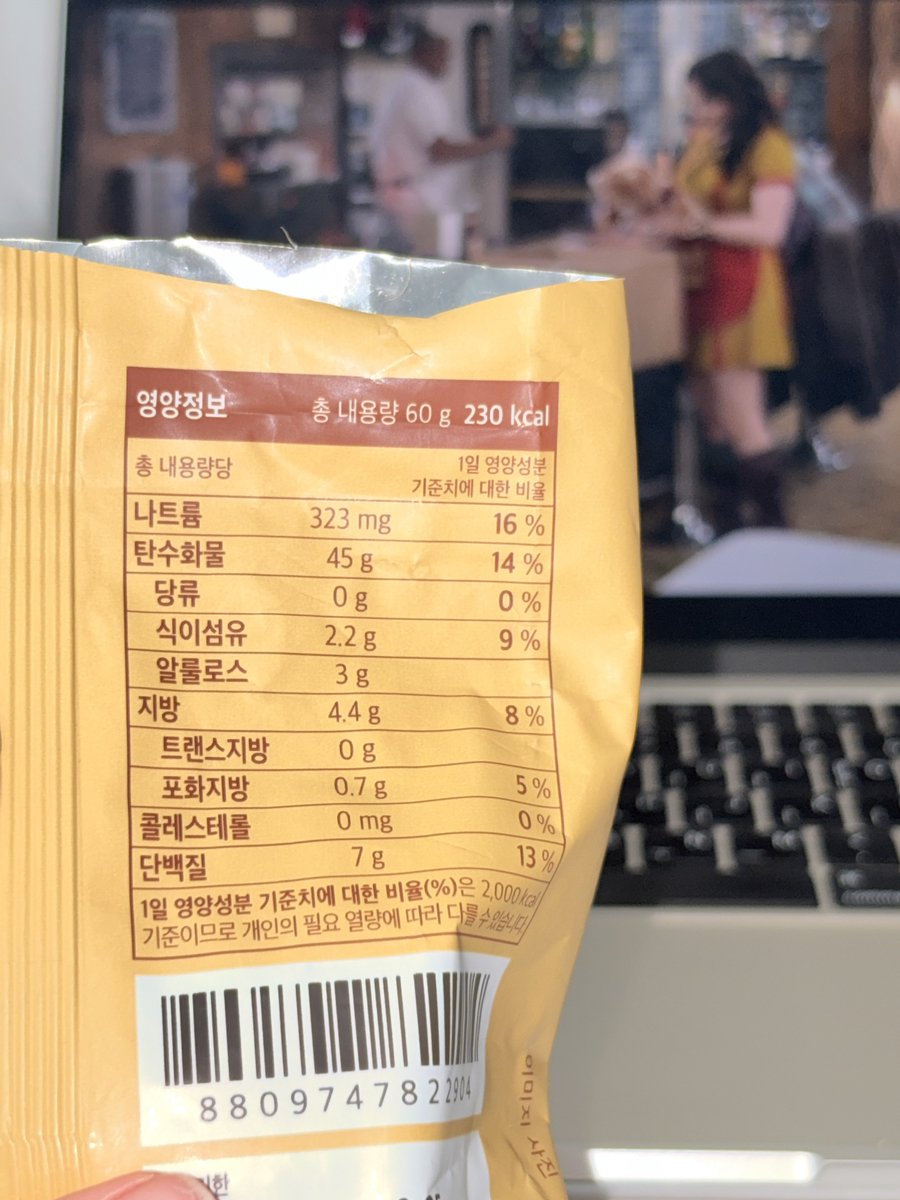 영양정보 총 내용량 60 g 230 kcal
총 내용량당 1일 영양성분
기준치에 대한 비율
나트륨 323 mg 16 %
탄수화물 45 g 14 %
당류 0 g 0 %
식이섬유 2.2 g 9 %
알룰로스 3 g
지방 4.4 g 8 %
트랜스지방 0 g
포화지방 0.7 g 5 %
콜레스테롤 0 mg 0 %
단백질 7 g 13 %
1일 영양성분 기준치에 대한 비율(%)은 2,000 kcal
기준이므로 개인의 필요 열량에 따라 다를 수 있습니다.
8809747822904
이미지 사진